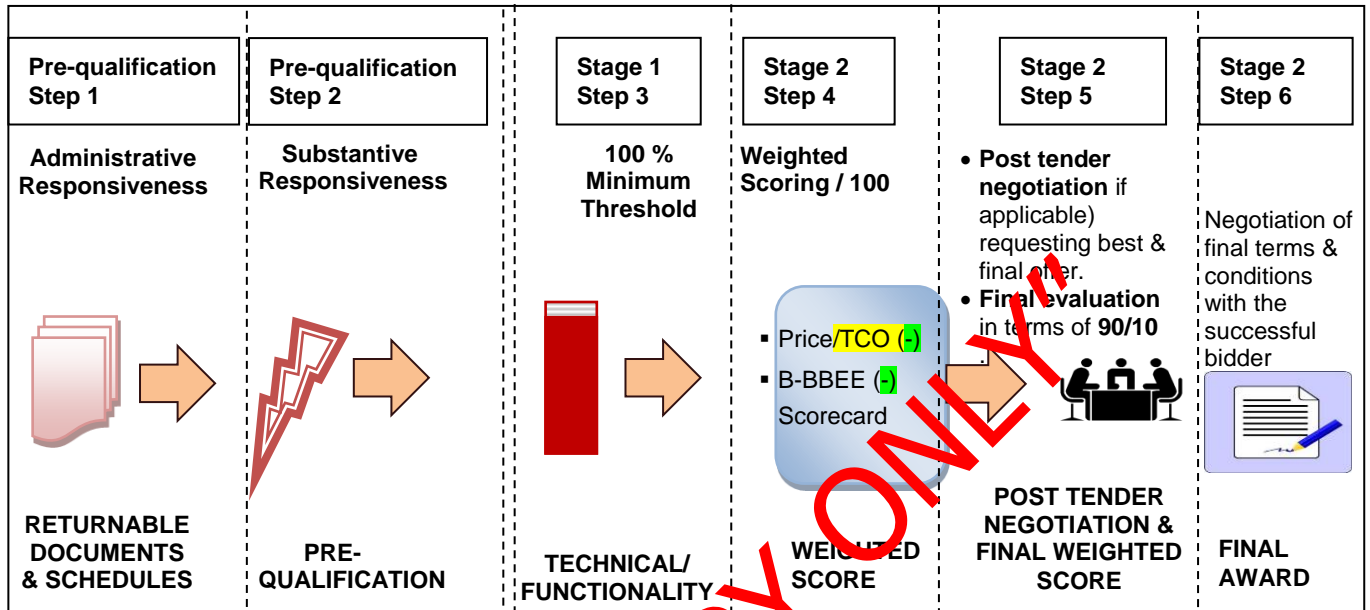 Pre-qualification
Step 1
Administrative
Responsiveness
RETURNABLE
DOCUMENTS
& SCHEDULES
Pre-qualification
Step 2
Substantive
Responsiveness
PRE-
QUALIFICATION
Stage 1
Step 3
100 %
Minimum
Threshold
TECHNICAL/
FUNCTIONALITY
Stage 2
Step 4
Weighted
Scoring / 100
▪ Price/TCO (-)
▪ B-BBEE (-)
Scorecard
WEIGHTED
SCORE
Stage 2
Step 5
• Post tender
negotiation if
applicable)
requesting best &
final offer.
• Final evaluation
in terms of 90/10
POST TENDER
NEGOTIATION &
FINAL WEIGHTED
SCORE
Stage 2
Step 6
Negotiation of
final terms &
conditions
with the
successful
bidder
FINAL
AWARD
ONLY"